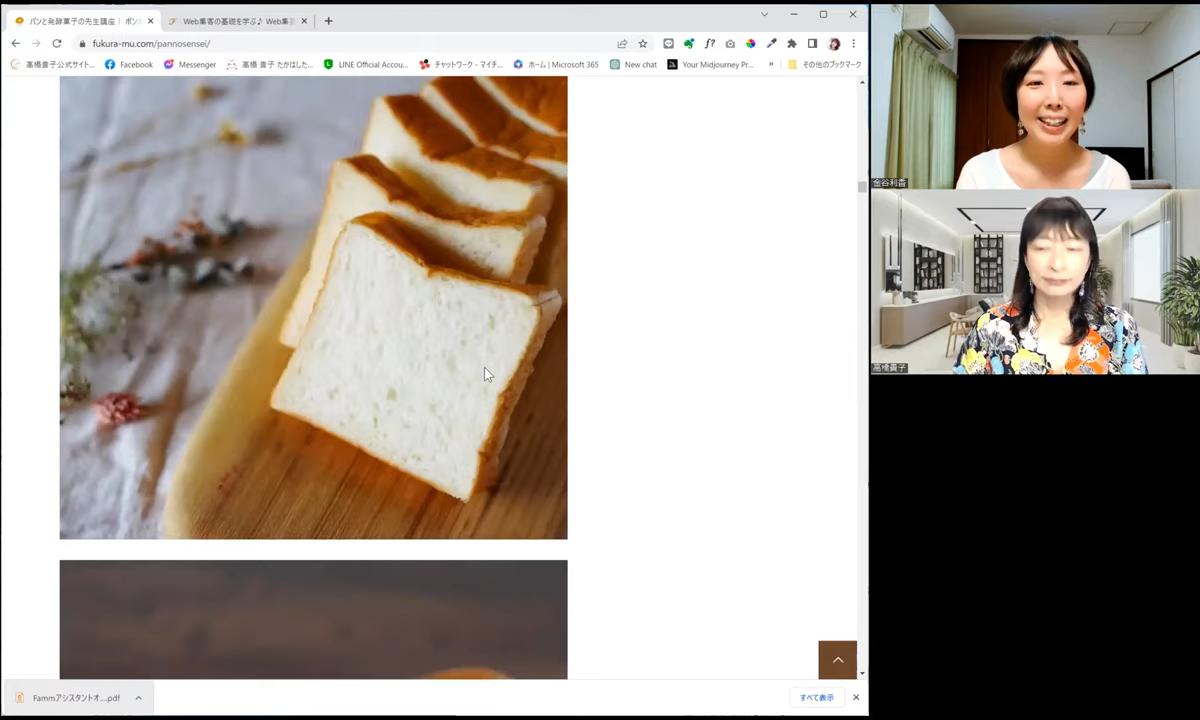 パンと発酵菓子の先生講座｜ポンオ
Web集客の基礎を学ぶ♪ Web集
fukura-mu.com/pannosensei/
高橋貴子公式サイト...
Facebook
Messenger
高橋 貴子 たかはした...
LINE Official Accou...
チャットワーク - マイチ...
ホーム | Microsoft 365
New chat
Your Midjourney Pr...
»
その他のブックマーク
金谷利香
高橋貴子
Fammアシスタントオ....pdf
すべて表示